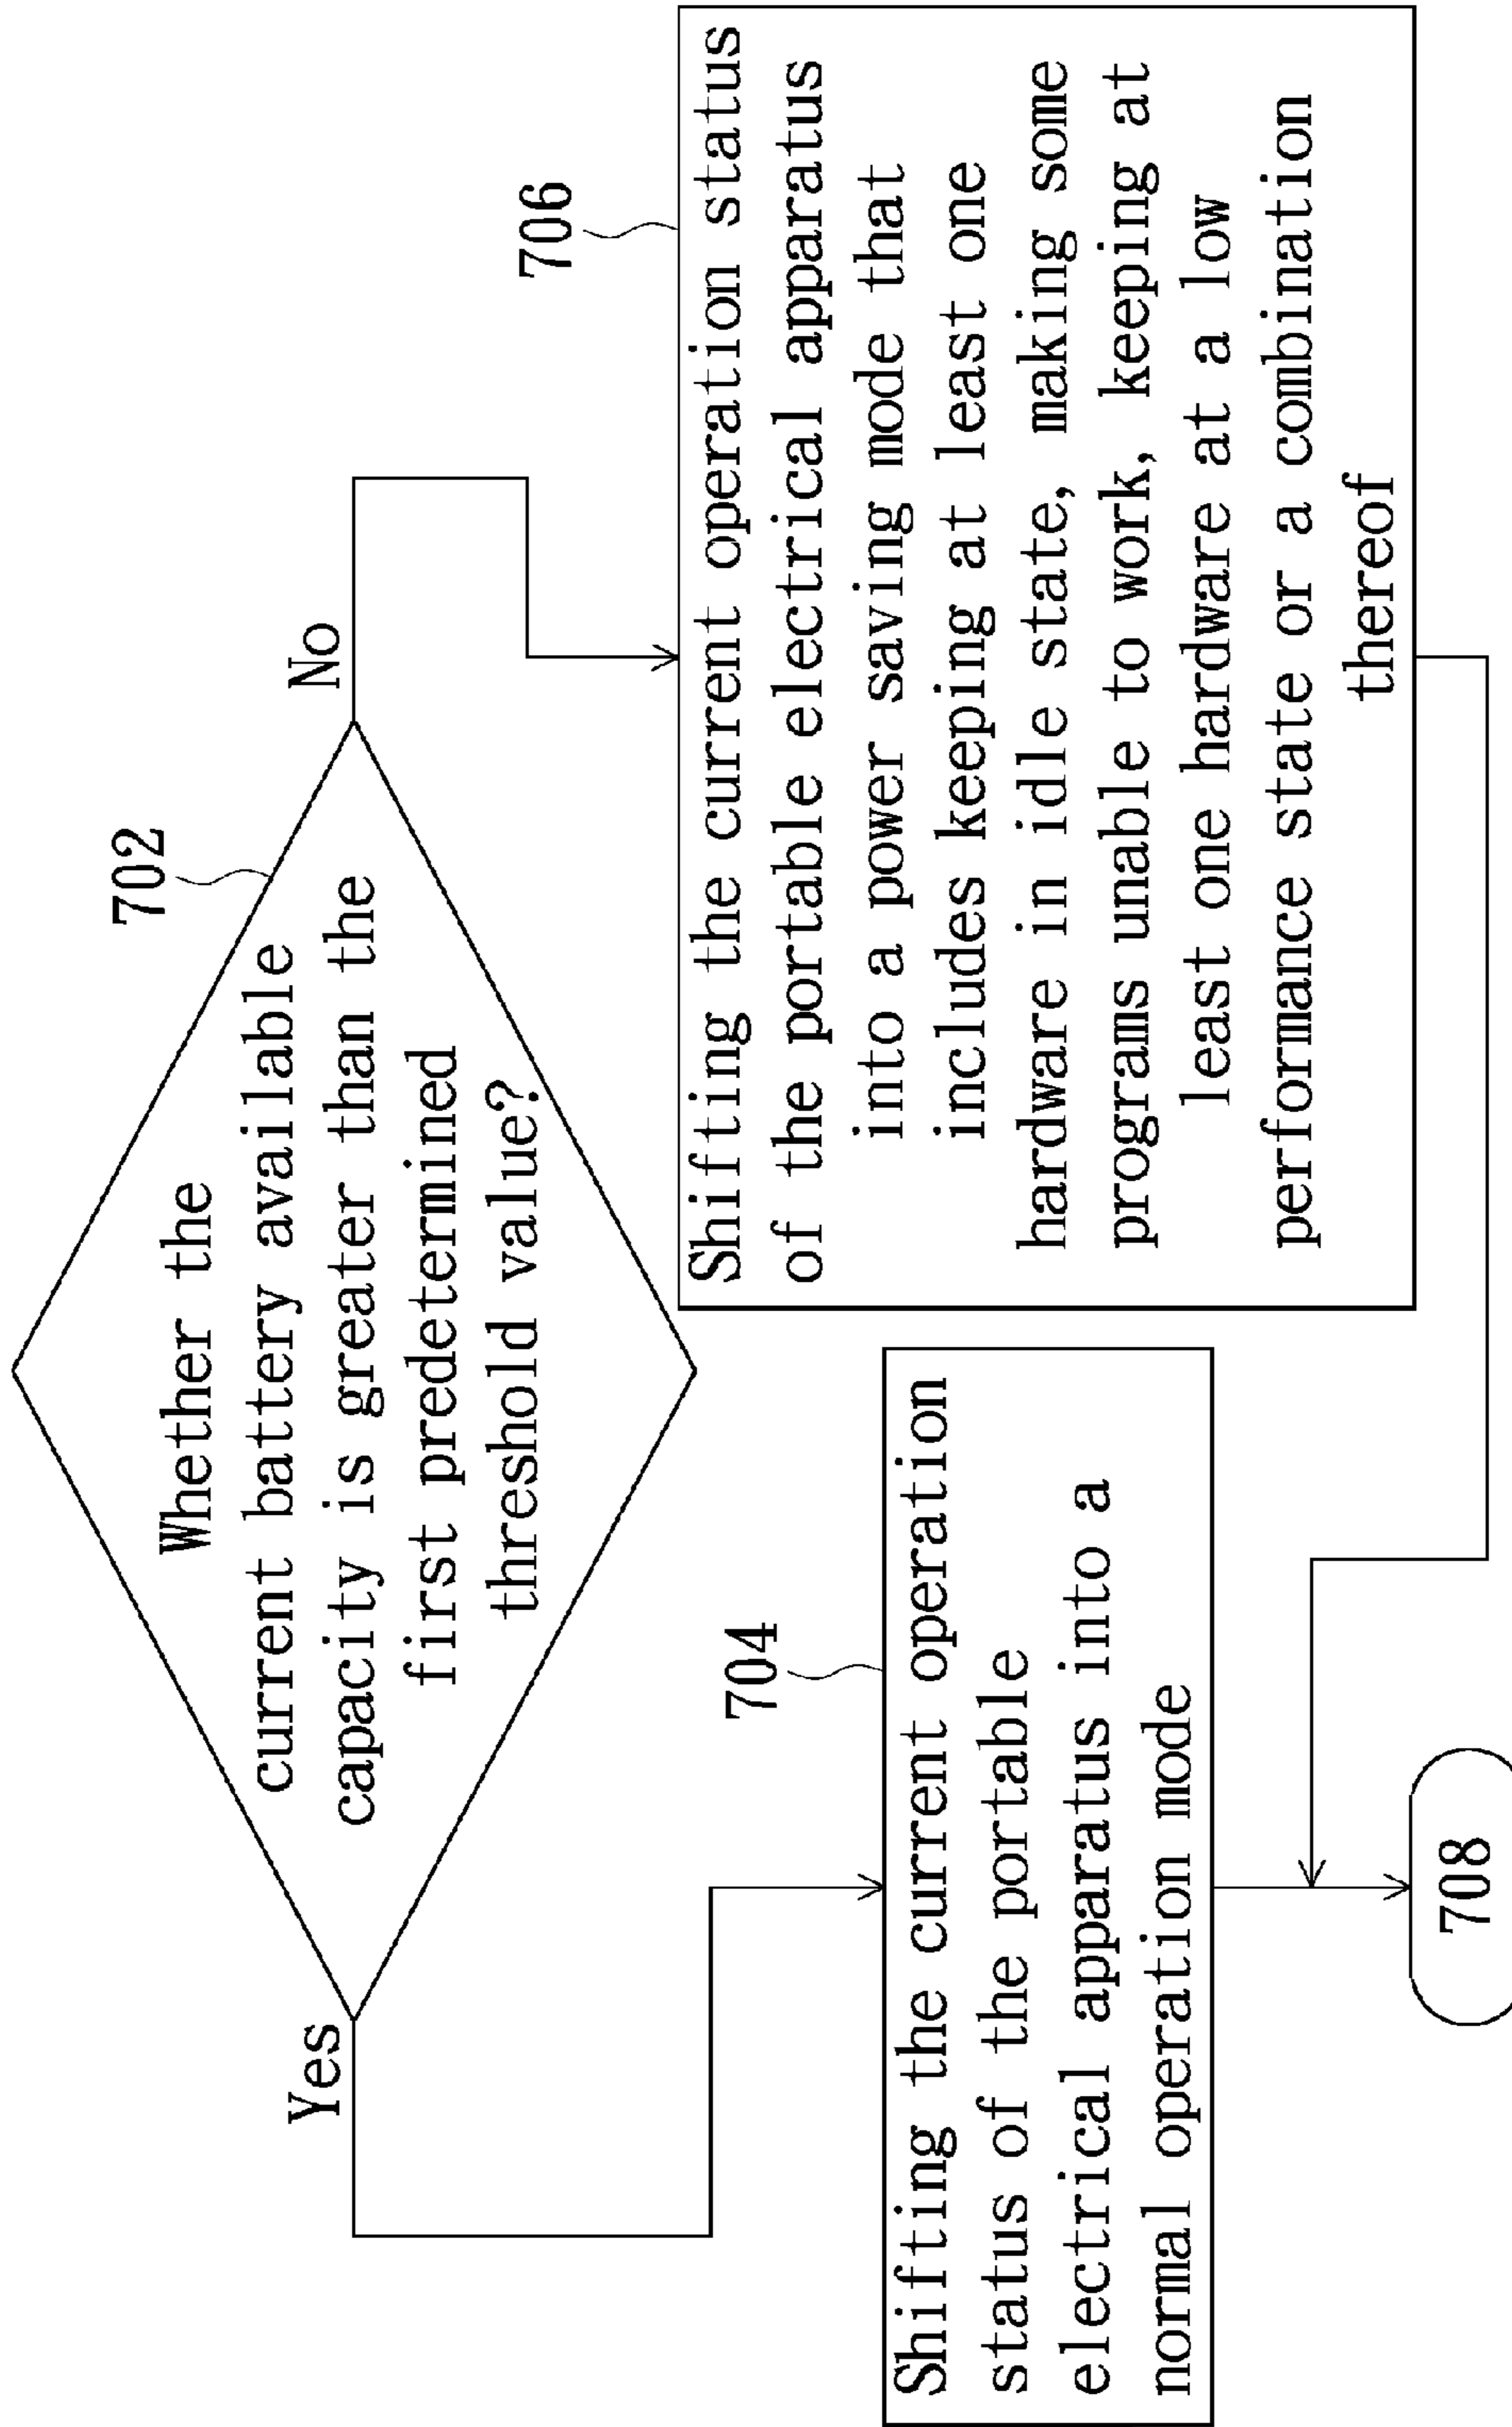 702
Whether the
current battery available
capacity is greater than the
first predetermined
threshold value?
Yes
No
704
Shifting the current operation
status of the portable
electrical apparatus into a
normal operation mode
706
Shifting the current operation status
of the portable electrical apparatus
into a power saving mode that
includes keeping at least one
hardware in idle state, making some
programs unable to work, keeping at
least one hardware at a low
performance state or a combination
thereof
708